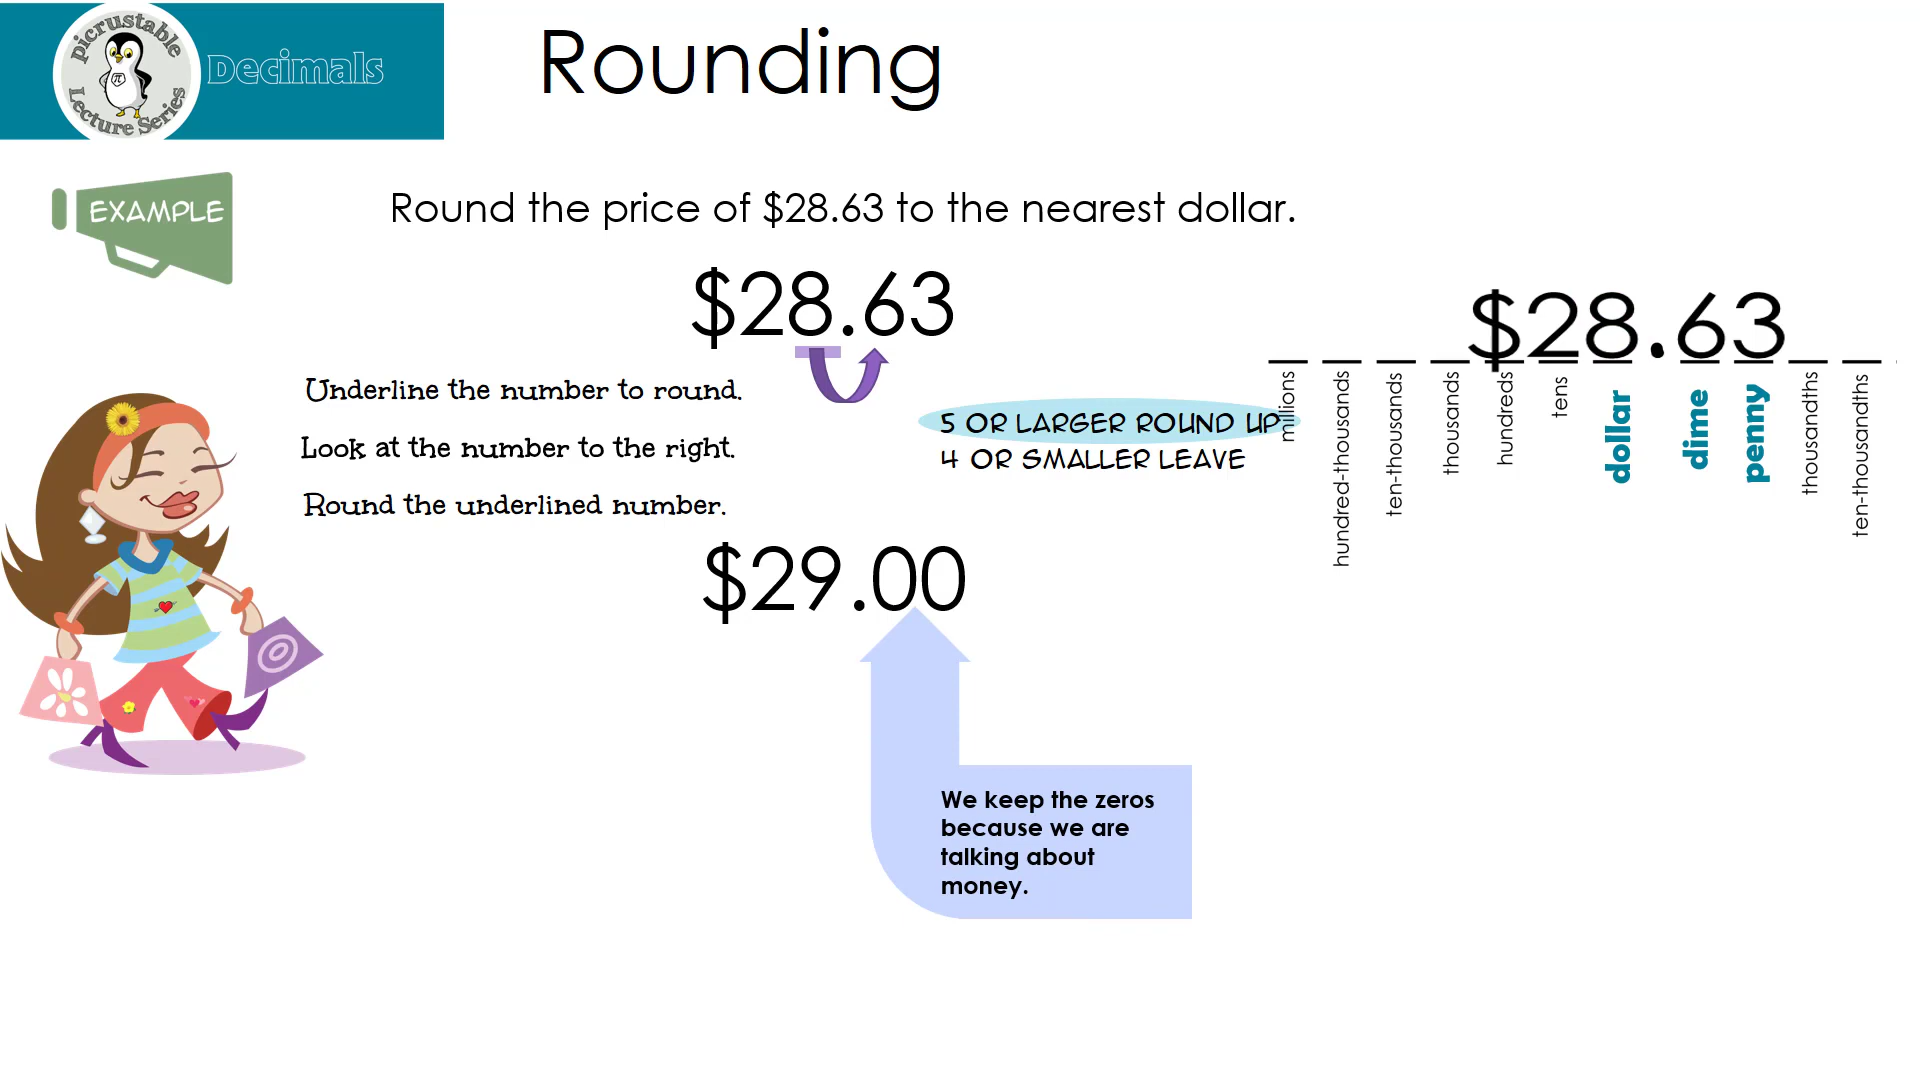 picrustable
Lecture Series
π
Decimals
Rounding
EXAMPLE
Round the price of $28.63 to the nearest dollar.
$28.63
Underline the number to round.
Look at the number to the right.
Round the underlined number.
5 OR LARGER ROUND UP
4 OR SMALLER LEAVE
$29.00
We keep the zeros
because we are
talking about
money.
$28.63
millions
hundred-thousands
ten-thousands
thousands
hundreds
tens
dollar
dime
penny
thousandths
ten-thousandths